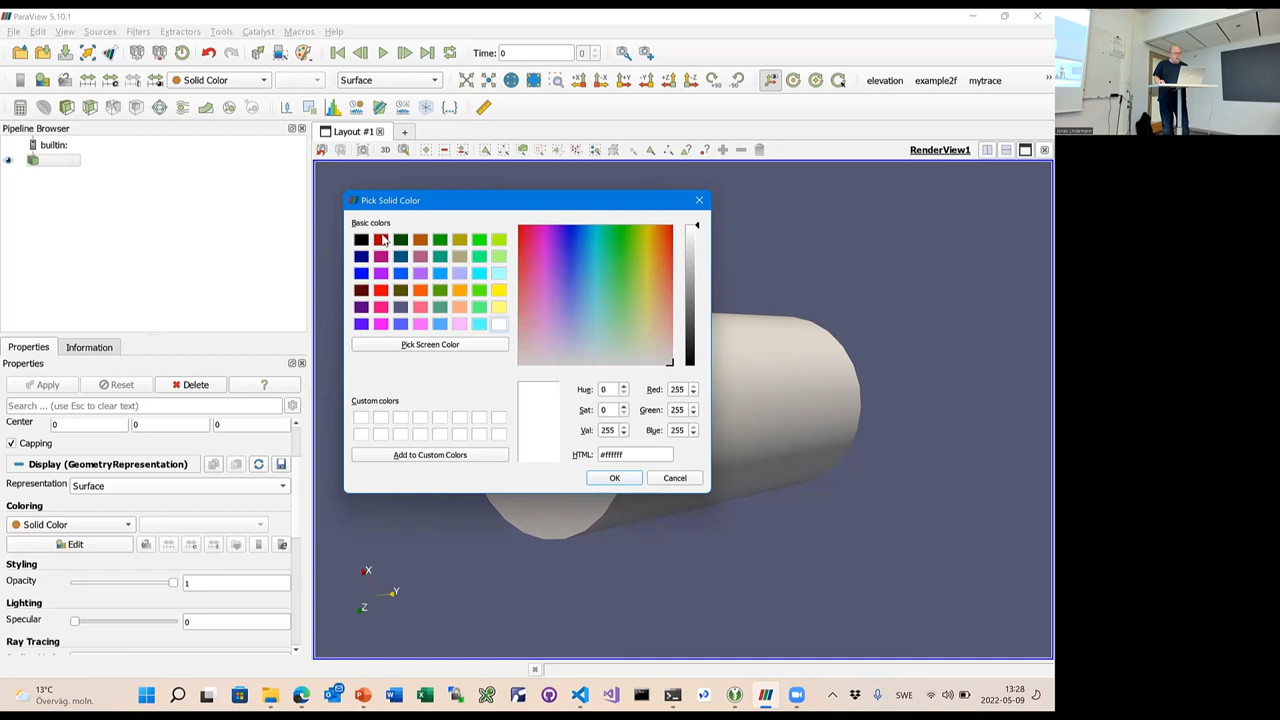 ParaView 5.10.1
File Edit View Sources Filters Extractors Tools Catalyst Macros Help
Time: 0 0
Solid Color Surface elevation example2f mytrace »
Pipeline Browser
builtin:
Layout #1 +
3D RenderView1
Pick Solid Color
Basic colors
Pick Screen Color
Custom colors
Add to Custom Colors
Hue: 0 Red: 255
Sat: 0 Green: 255
Val: 255 Blue: 255
HTML: #ffffff
OK Cancel
Properties Information
Properties
Apply Reset Delete ?
Search ... (use Esc to clear text)
Center 0 0 0
Capping
Display (GeometryRepresentation)
Representation Surface
Coloring
Solid Color
Edit
Styling
Opacity 1
Lighting
Specular 0
Ray Tracing
X
Y
Z
Jonas Lindemann
13°C
Överväg. moln.
SWE
13:28
2022-05-09